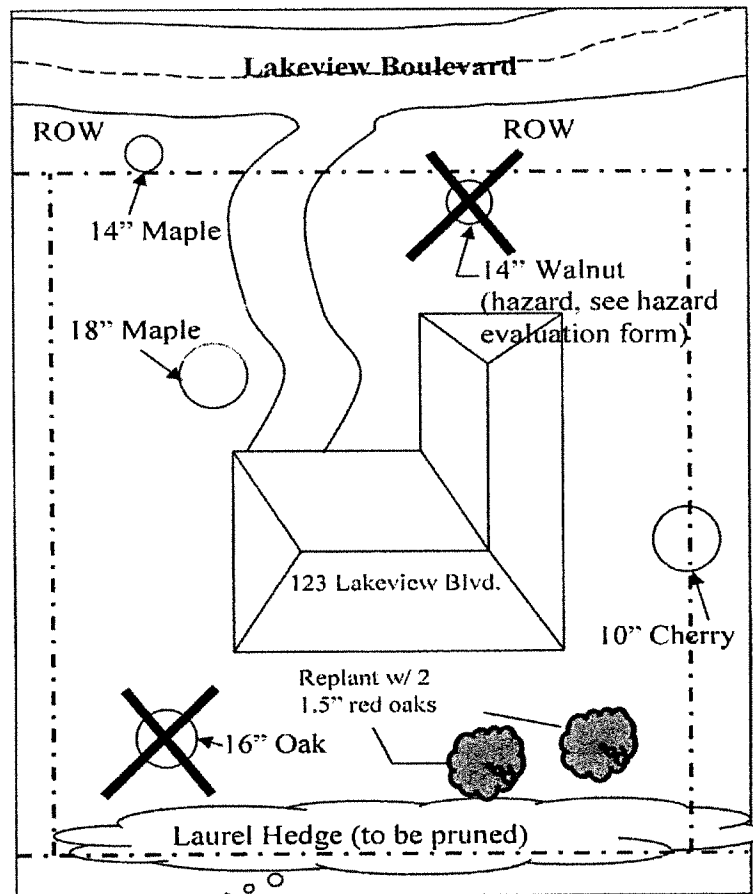 Lakeview Boulevard
ROW
ROW
14” Maple
14” Walnut
(hazard, see hazard
evaluation form)
18” Maple
123 Lakeview Blvd.
10” Cherry
Replant w/ 2
1.5” red oaks
16” Oak
Laurel Hedge (to be pruned)